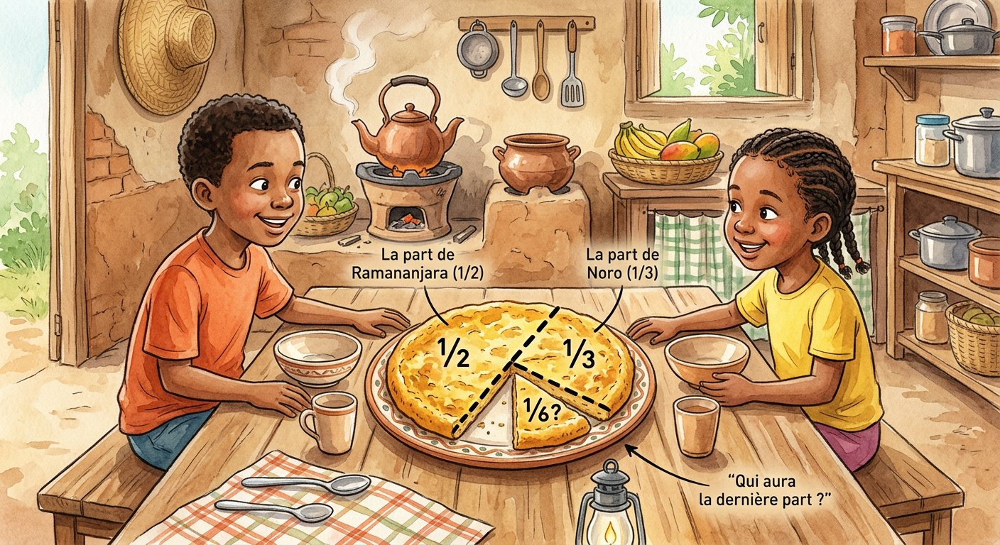 La part de
Ramananjara (1/2)
La part de
Noro (1/3)
1/2
1/3
1/6?
“Qui aura
la dernière part ?”